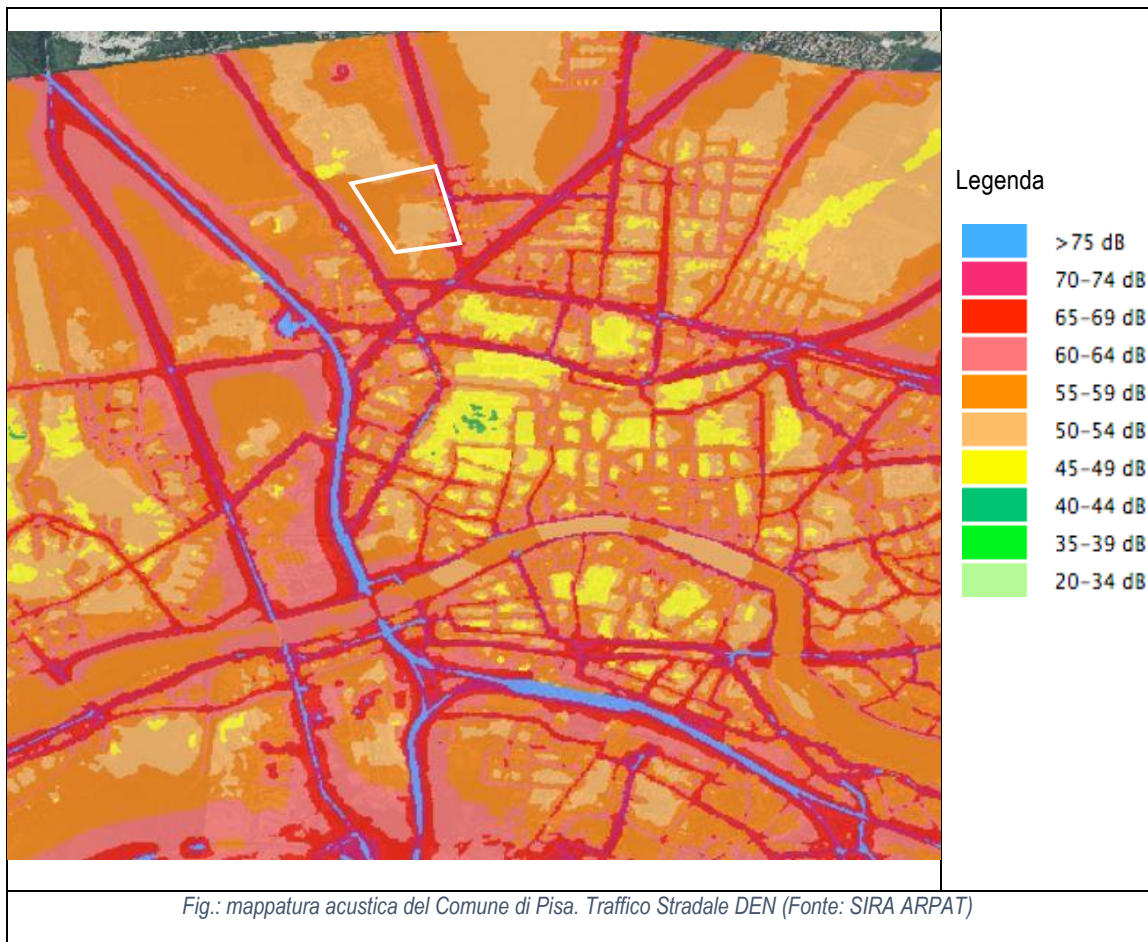 Legenda
>75 dB
70-74 dB
65-69 dB
60-64 dB
55-59 dB
50-54 dB
45-49 dB
40-44 dB
35-39 dB
20-34 dB
Fig.: mappatura acustica del Comune di Pisa. Traffico Stradale DEN (Fonte: SIRA ARPAT)